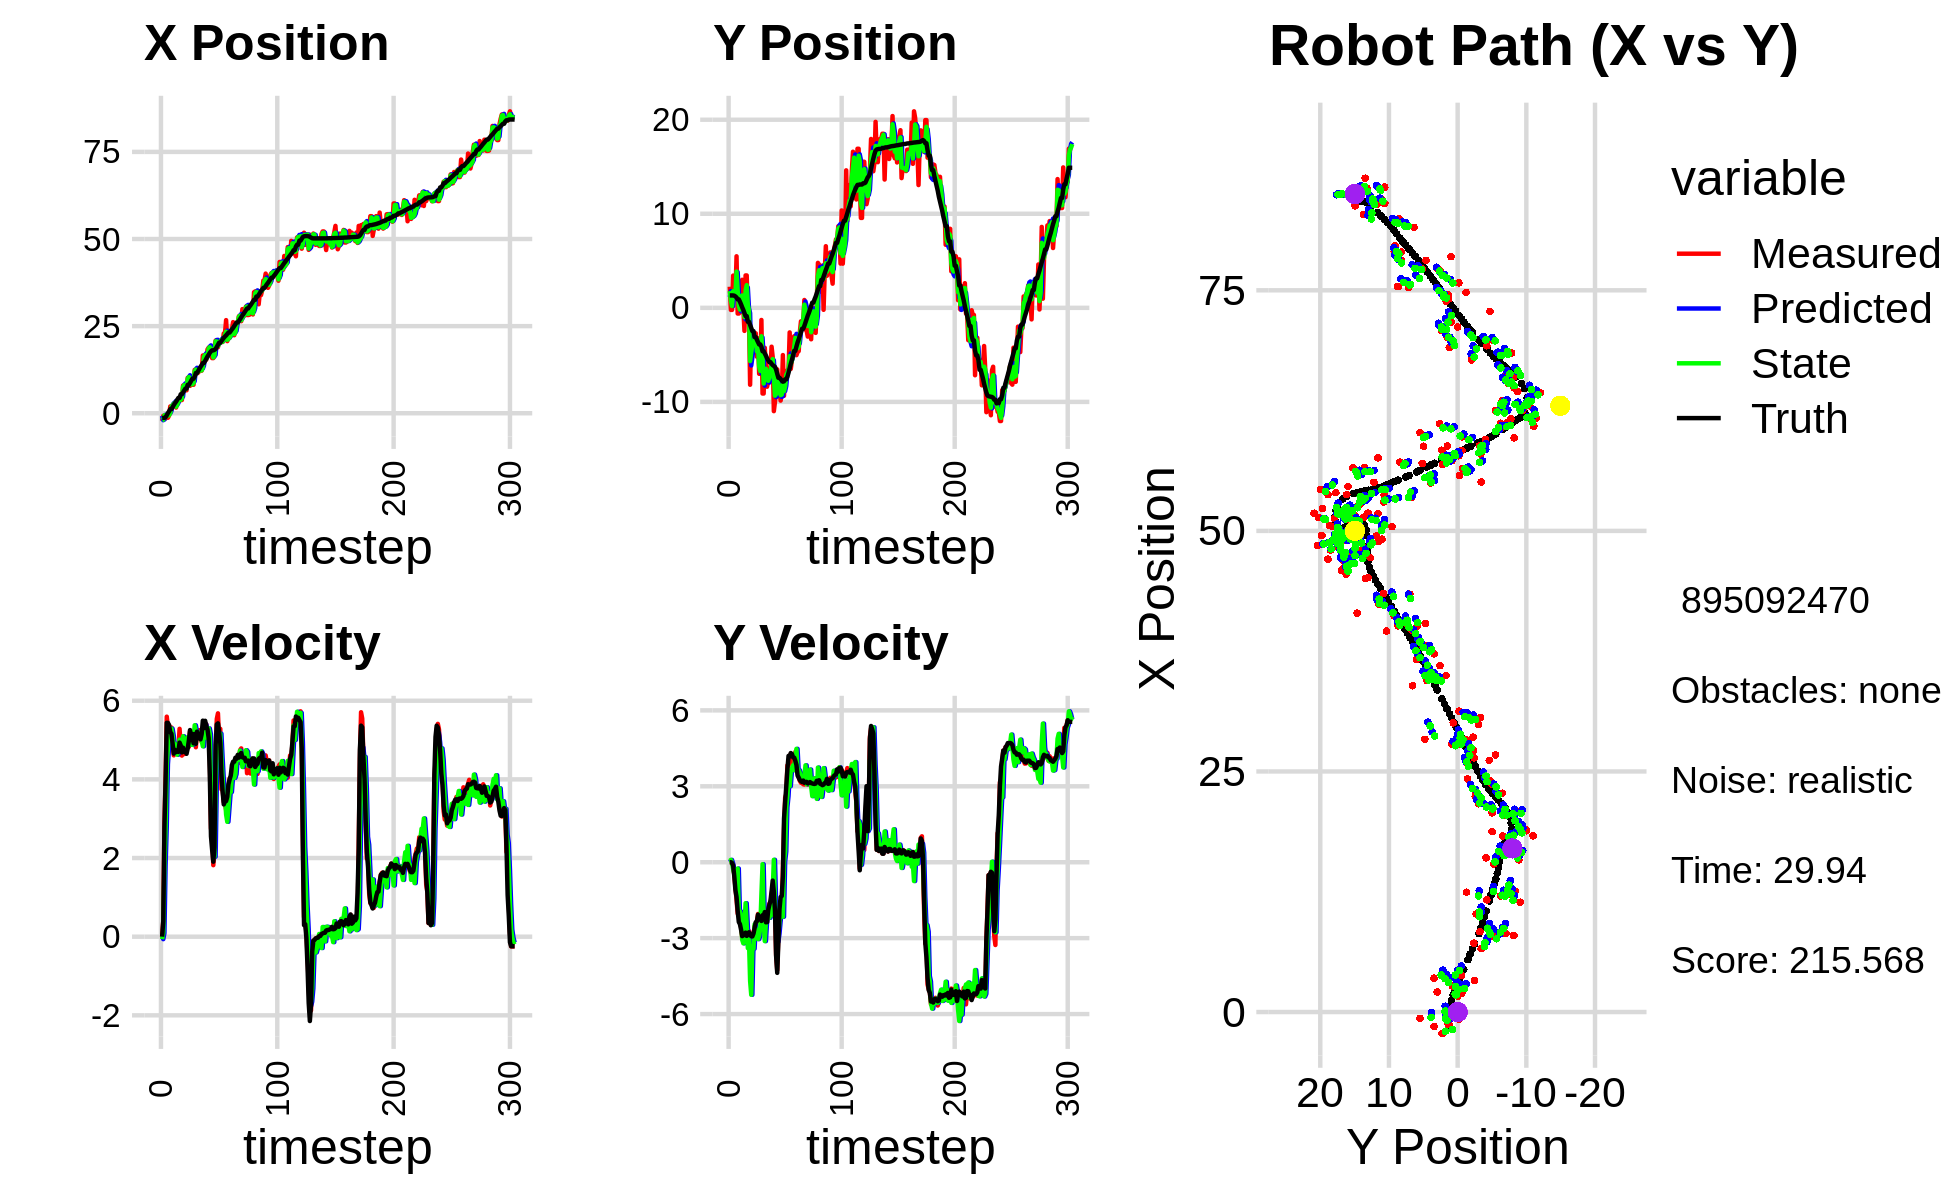 X Position
75
50
25
0
0
100
200
300
timestep
Y Position
20
10
0
-10
0
100
200
300
timestep
X Velocity
6
4
2
0
-2
0
100
200
300
timestep
Y Velocity
6
3
0
-3
-6
0
100
200
300
timestep
Robot Path (X vs Y)
X Position
75
50
25
0
20 10 0 -10 -20
Y Position
variable
Measured
Predicted
State
Truth
895092470
Obstacles: none
Noise: realistic
Time: 29.94
Score: 215.568